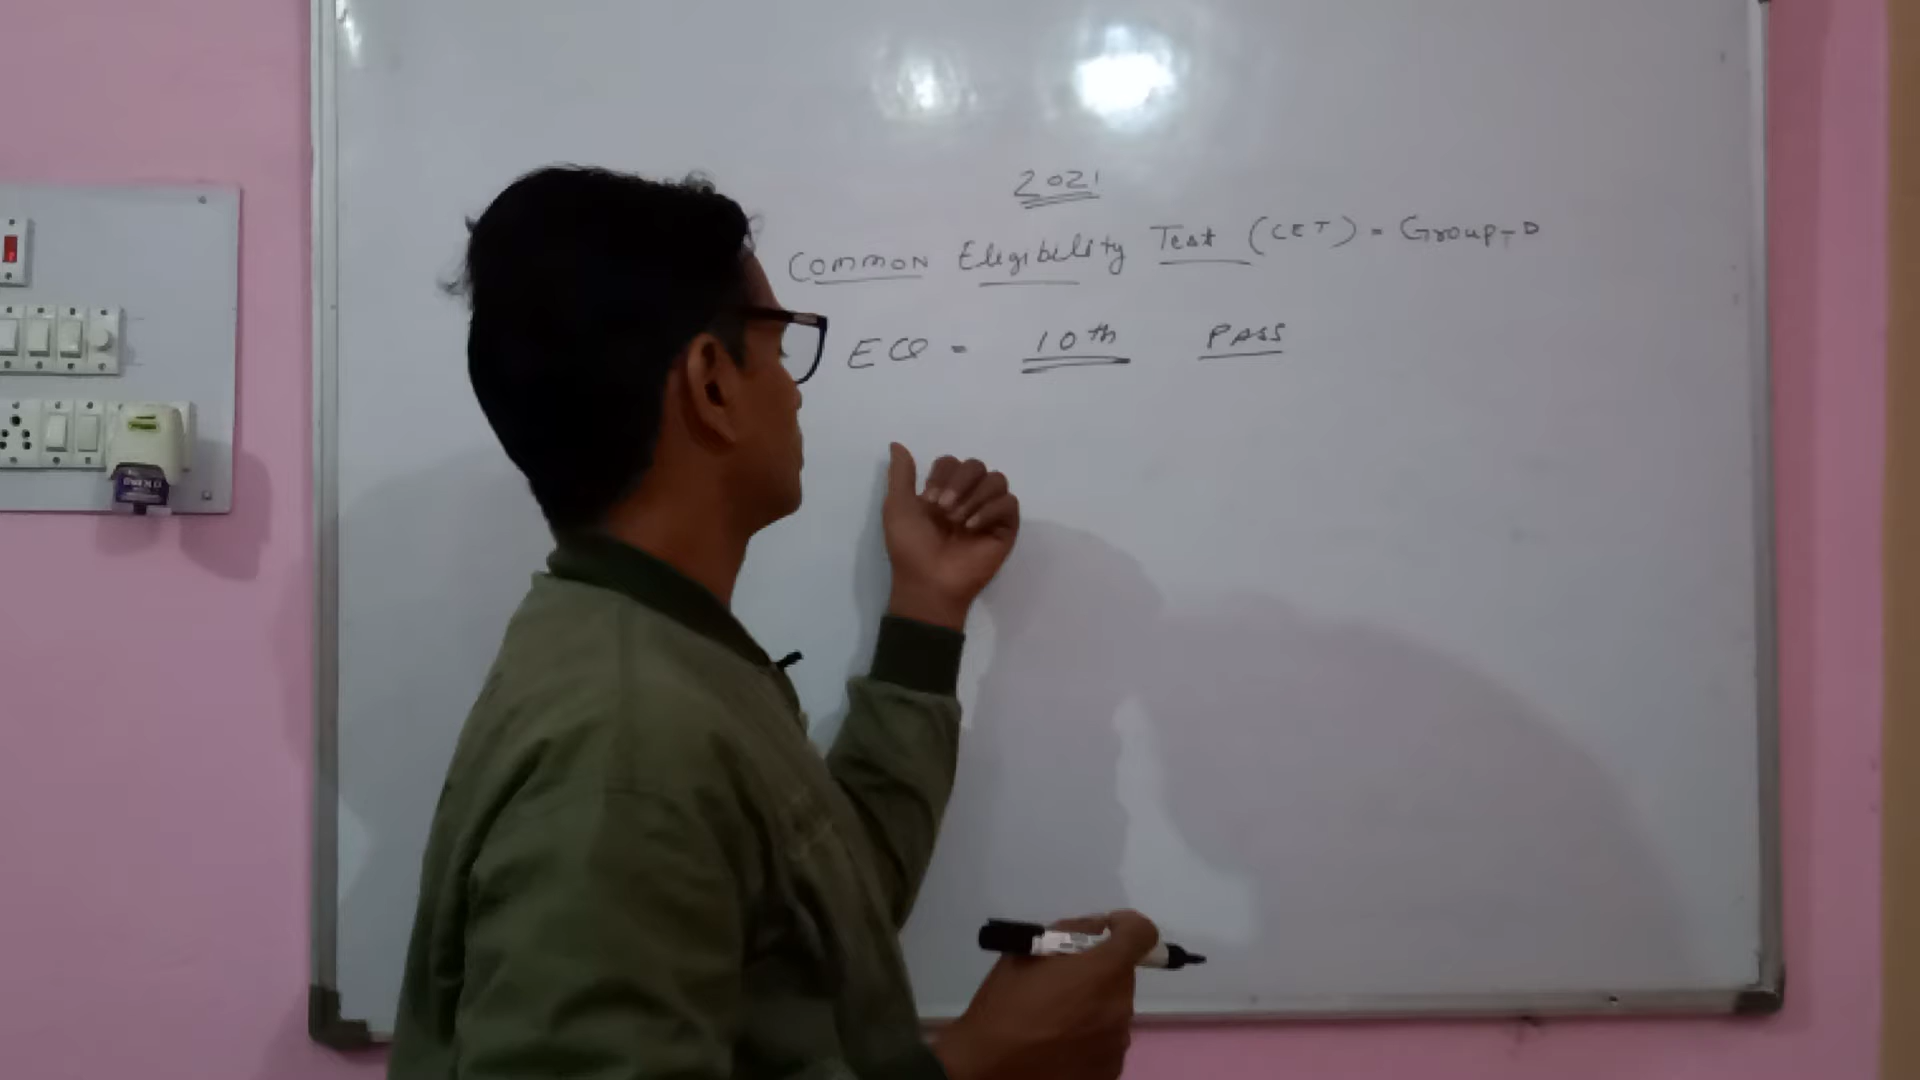 2021
Common Eligibility Test (CET) - Group-D
EQ - 10th PASS